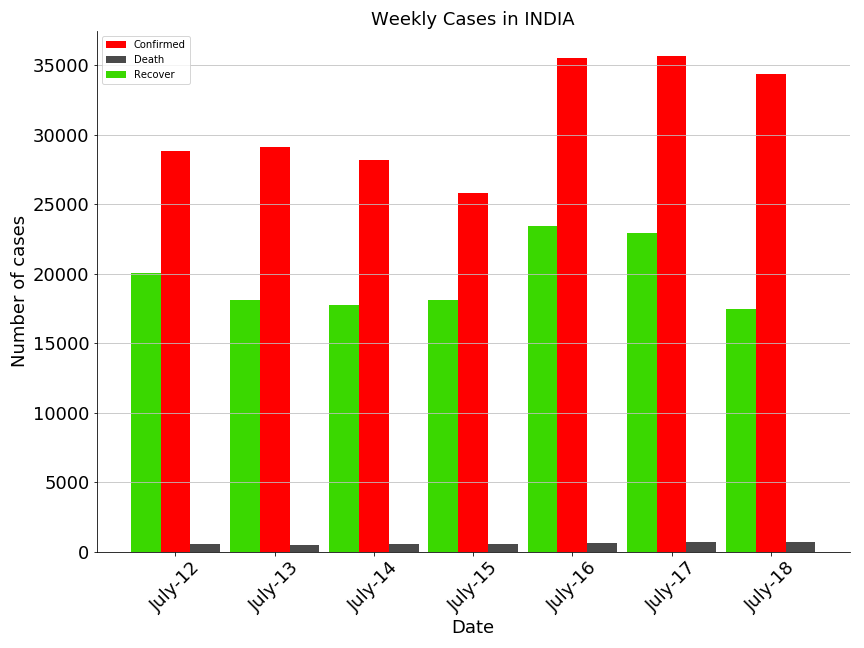 Weekly Cases in INDIA
Confirmed
Death
Recover
Number of cases
35000
30000
25000
20000
15000
10000
5000
0
July-12
July-13
July-14
July-15
July-16
July-17
July-18
Date